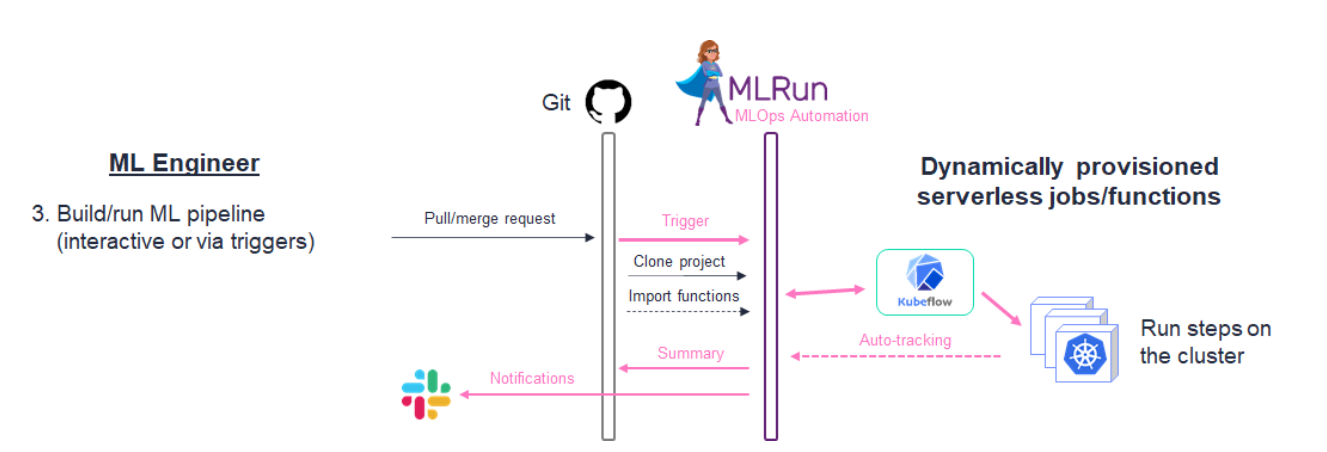 Git
MLRun
MLOps Automation
ML Engineer
Dynamically provisioned
serverless jobs/functions
3. Build/run ML pipeline
(interactive or via triggers)
Pull/merge request
Trigger
Clone project
Import functions
Kubeflow
Run steps on
the cluster
Auto-tracking
Summary
Notifications